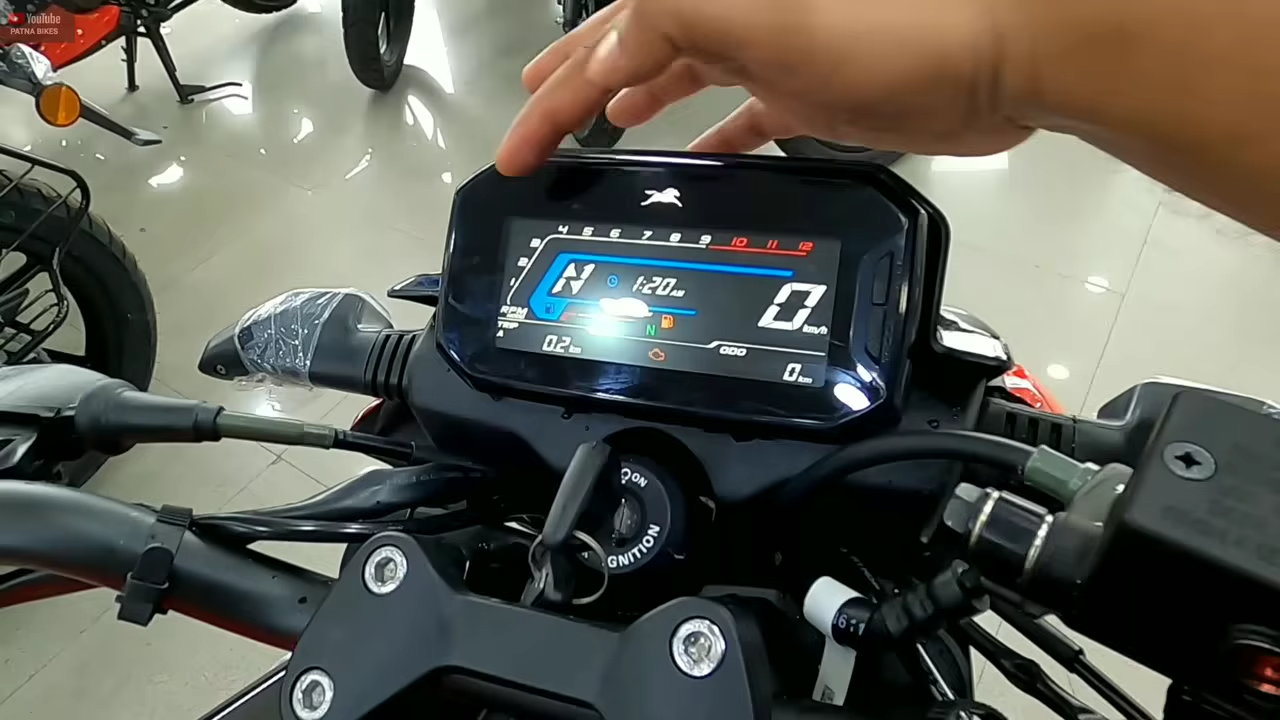 YouTube
PATNA BIKES
4 5 6 7 8 9 10 11 12
3
2
1
N 1:20 AM
0 km/h
RPM
N
TRIP
A
0.2 km
ODO
0 km
ON
IGNITION